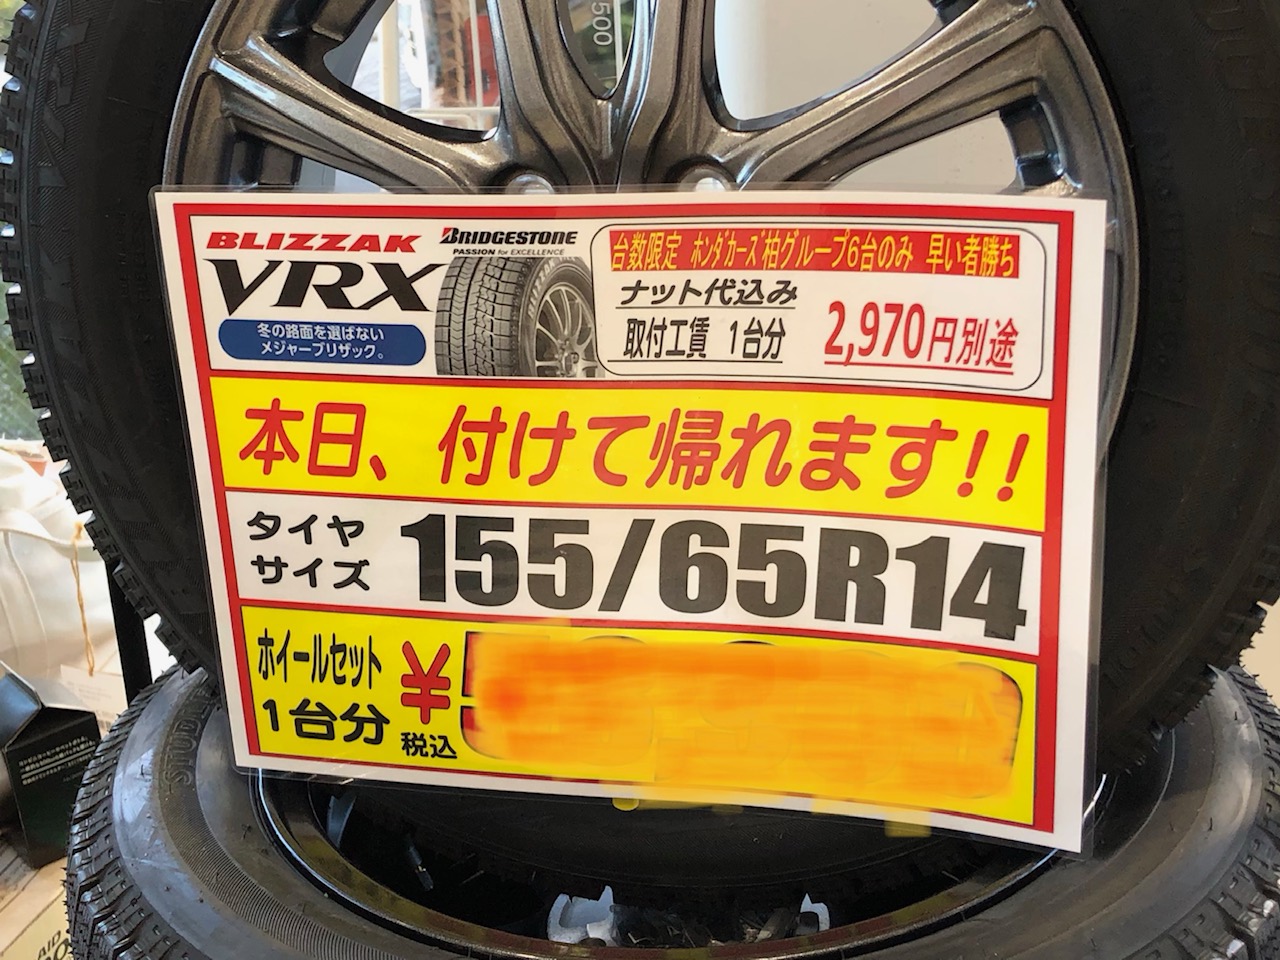 500
BLIZZAK
VRX
冬の路面を選ばない
メジャーブリザック。
BRIDGESTONE
PASSION for EXCELLENCE
台数限定 ホンダカーズ柏グループ6台のみ 早い者勝ち
ナット代込み
取付工賃 1台分 2,970円別途
本日、付けて帰れます!!
タイヤ
サイズ
155/65R14
ホイールセット
1台分
¥
税込